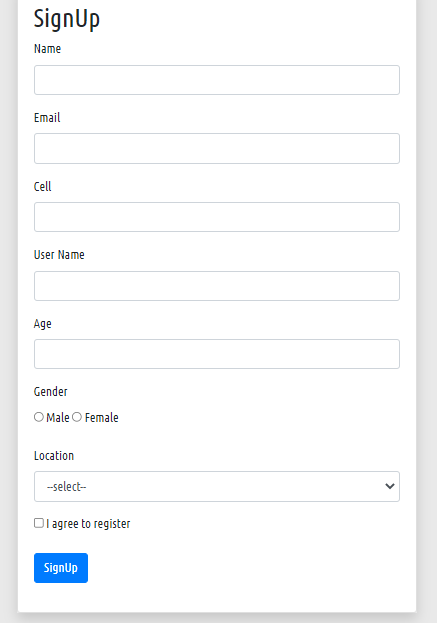 SignUp
Name
Email
Cell
User Name
Age
Gender
Male Female
Location
--select--
I agree to register
SignUp